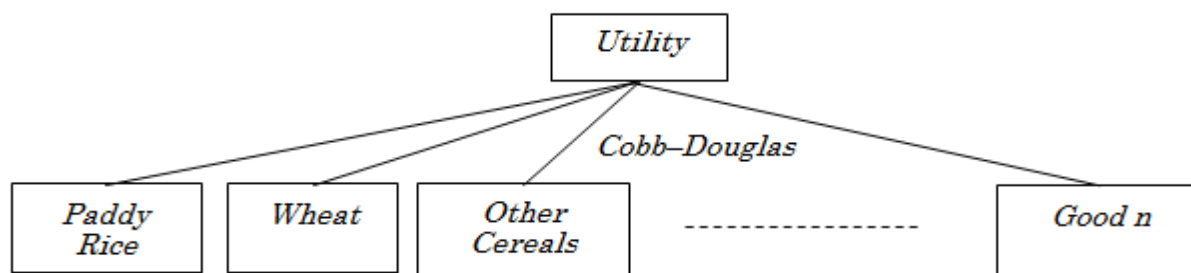 Utility
Cobb–Douglas
Paddy
Rice
Wheat
Other
Cereals
Good n